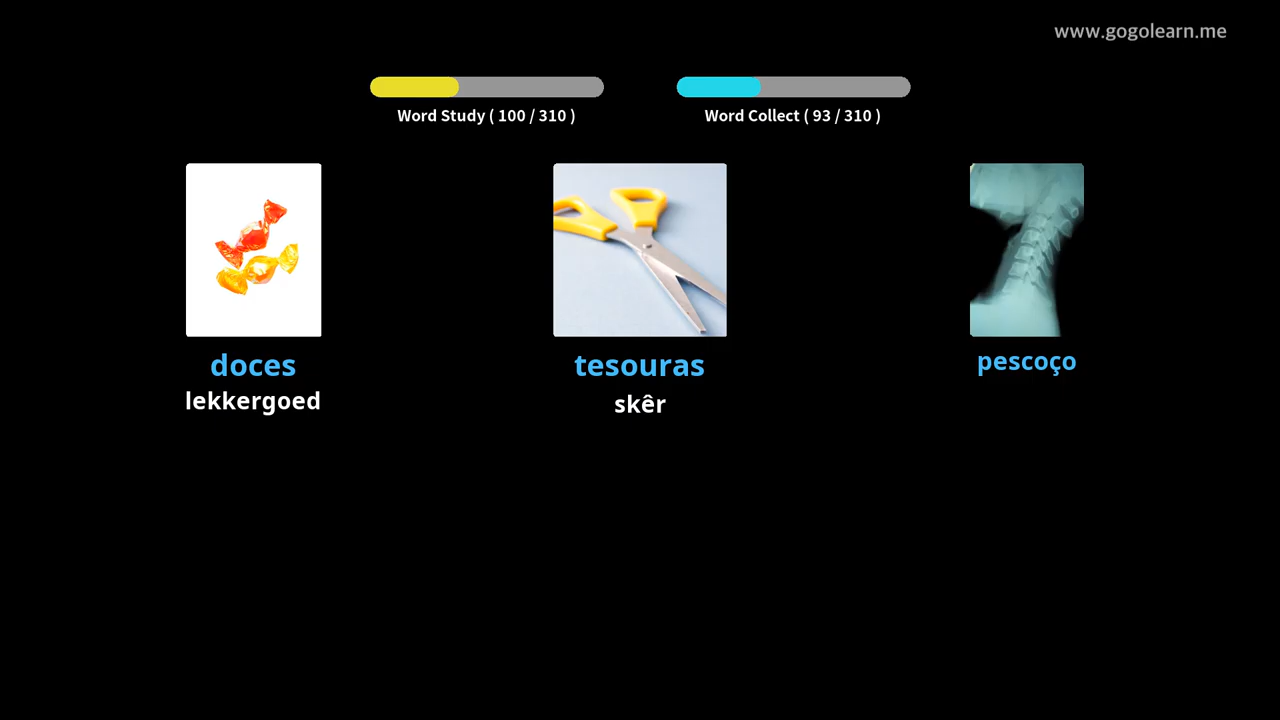 www.gogolearn.me
Word Study ( 100 / 310 )
Word Collect ( 93 / 310 )
doces
lekkergoed
tesouras
skêr
pescoço